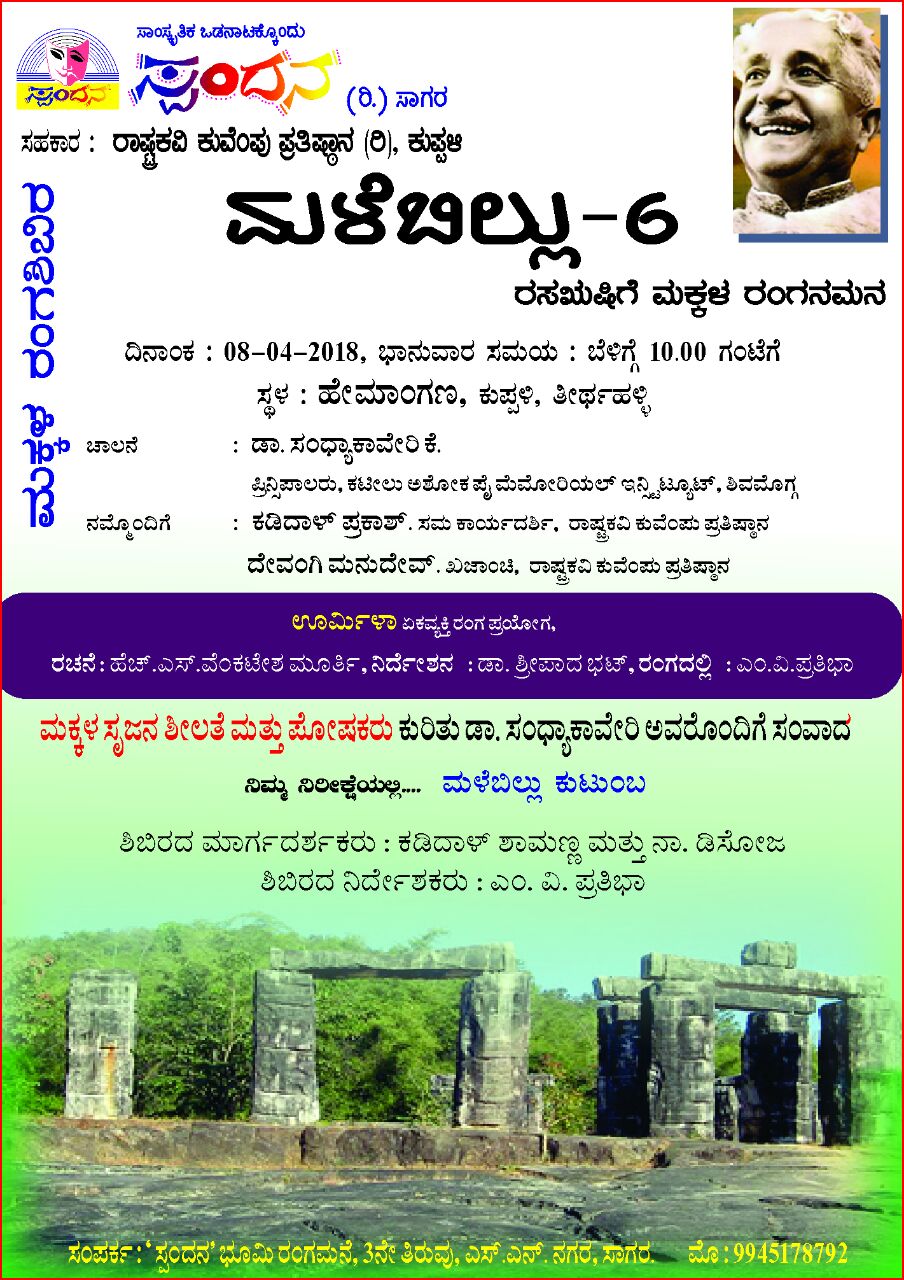 ಸಾಂಸ್ಕೃತಿಕ ಒಡನಾಟಕ್ಕೊಂದು
ಸ್ಪಂದನ
ಸ್ಪಂದನ (ರಿ.) ಸಾಗರ
ಸಹಕಾರ : ರಾಷ್ಟ್ರಕವಿ ಕುವೆಂಪು ಪ್ರತಿಷ್ಠಾನ (ರಿ), ಕುಪ್ಪಳಿ
ಮಕ್ಕಳ ರಂಗಶಿಬಿರ
ಮಳೆಬಿಲ್ಲು-6
ರಸಋಷಿಗೆ ಮಕ್ಕಳ ರಂಗನಮನ
ದಿನಾಂಕ : 08-04-2018, ಭಾನುವಾರ ಸಮಯ : ಬೆಳಿಗ್ಗೆ 10.00 ಗಂಟೆಗೆ
ಸ್ಥಳ : ಹೇಮಾಂಗಣ, ಕುಪ್ಪಳಿ, ತೀರ್ಥಹಳ್ಳಿ
ಚಾಲನೆ : ಡಾ. ಸಂಧ್ಯಾಕಾವೇರಿ ಕೆ.
ಪ್ರಿನ್ಸಿಪಾಲರು, ಕಟೀಲು ಅಶೋಕ ಪೈ ಮೆಮೋರಿಯಲ್ ಇನ್ಸ್ಟಿಟ್ಯೂಟ್, ಶಿವಮೊಗ್ಗ
ನಮ್ಮೊಂದಿಗೆ : ಕಡಿದಾಳ್ ಪ್ರಕಾಶ್. ಸಮ ಕಾರ್ಯದರ್ಶಿ, ರಾಷ್ಟ್ರಕವಿ ಕುವೆಂಪು ಪ್ರತಿಷ್ಠಾನ
ದೇವಂಗಿ ಮನುದೇವ್. ಖಜಾಂಚಿ, ರಾಷ್ಟ್ರಕವಿ ಕುವೆಂಪು ಪ್ರತಿಷ್ಠಾನ
ಊರ್ಮಿಳಾ ಏಕವ್ಯಕ್ತಿ ರಂಗ ಪ್ರಯೋಗ,
ರಚನೆ : ಹೆಚ್.ಎಸ್.ವೆಂಕಟೇಶ ಮೂರ್ತಿ, ನಿರ್ದೇಶನ : ಡಾ. ಶ್ರೀಪಾದ ಭಟ್, ರಂಗದಲ್ಲಿ : ಎಂ.ವಿ.ಪ್ರತಿಭಾ
ಮಕ್ಕಳ ಸೃಜನ ಶೀಲತೆ ಮತ್ತು ಪೋಷಕರು ಕುರಿತು ಡಾ. ಸಂಧ್ಯಾಕಾವೇರಿ ಅವರೊಂದಿಗೆ ಸಂವಾದ
ನಿಮ್ಮ ನಿರೀಕ್ಷೆಯಲ್ಲಿ.... ಮಳೆಬಿಲ್ಲು ಕುಟುಂಬ
ಶಿಬಿರದ ಮಾರ್ಗದರ್ಶಕರು : ಕಡಿದಾಳ್ ಶಾಮಣ್ಣ ಮತ್ತು ನಾ. ಡಿಸೋಜ
ಶಿಬಿರದ ನಿರ್ದೇಶಕರು : ಎಂ. ವಿ. ಪ್ರತಿಭಾ
ಸಂಪರ್ಕ : 'ಸ್ಪಂದನ' ಭೂಮಿ ರಂಗಮನೆ, 3ನೇ ತಿರುವು, ಎಸ್.ಎನ್. ನಗರ, ಸಾಗರ. ಮೊ : 9945178792